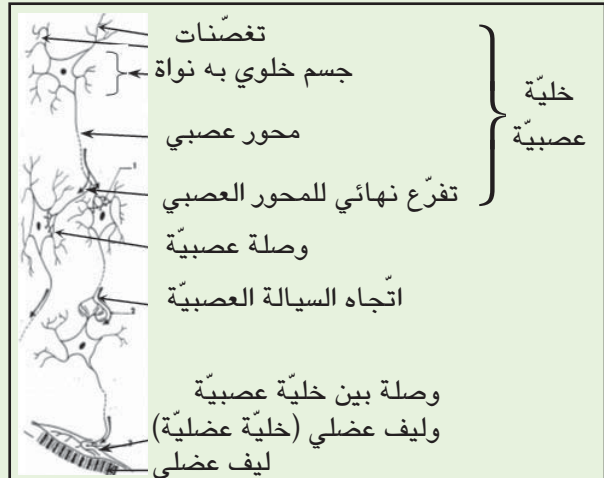 تغصّنات
جسم خلوي به نواة
خليّة
عصبيّة
محور عصبي
تفرّع نهائي للمحور العصبي
وصلة عصبيّة
اتّجاه السيالة العصبيّة
وصلة بين خليّة عصبيّة
وليف عضلي (خليّة عضليّة)
ليف عضلي